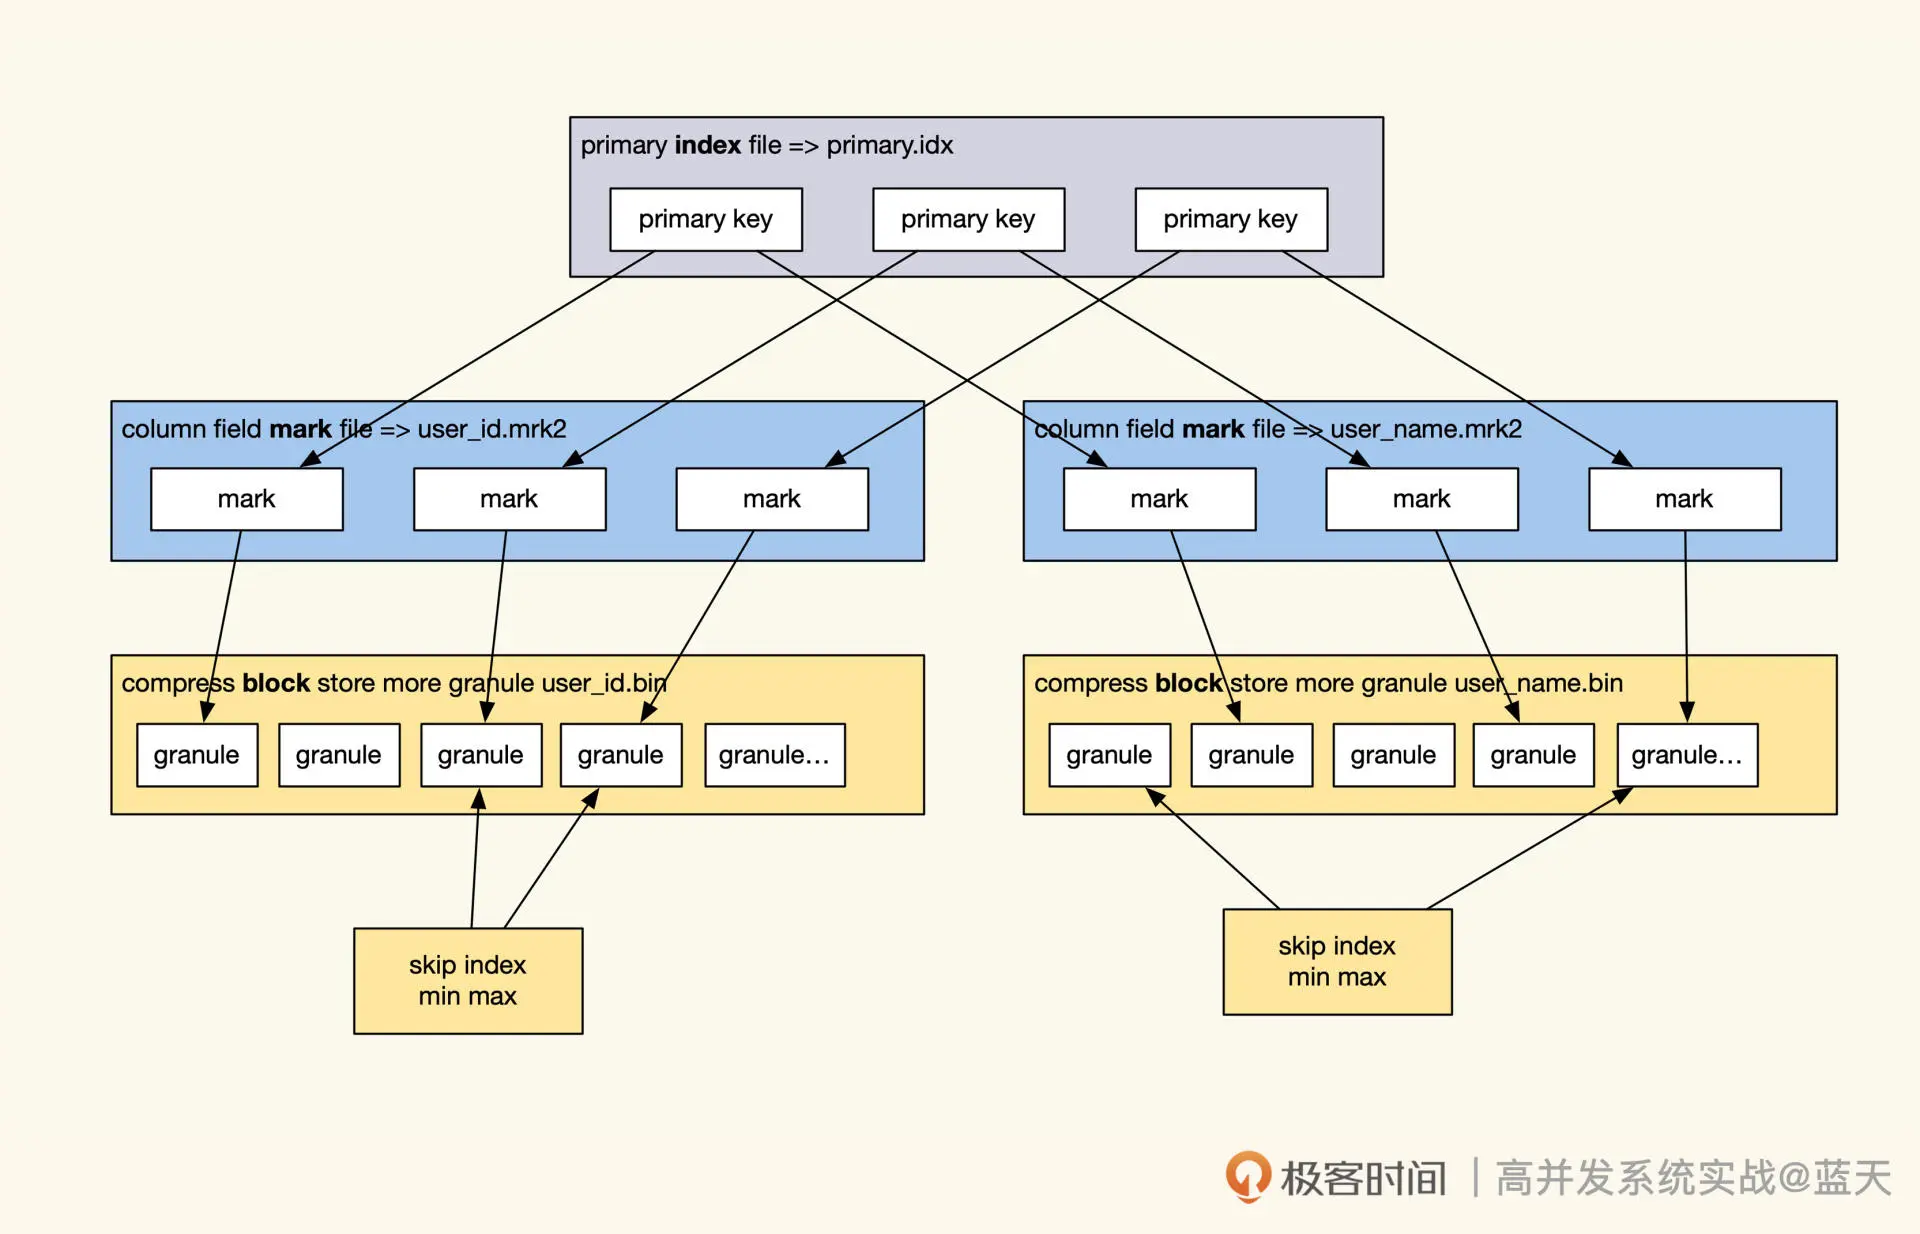 primary index file => primary.idx
primary key
primary key
primary key
column field mark file => user_id.mrk2
mark
mark
mark
column field mark file => user_name.mrk2
mark
mark
mark
compress block store more granule user_id.bin
granule
granule
granule
granule
granule...
compress block store more granule user_name.bin
granule
granule
granule
granule
granule...
skip index
min max
skip index
min max
极客时间 | 高并发系统实战@蓝天